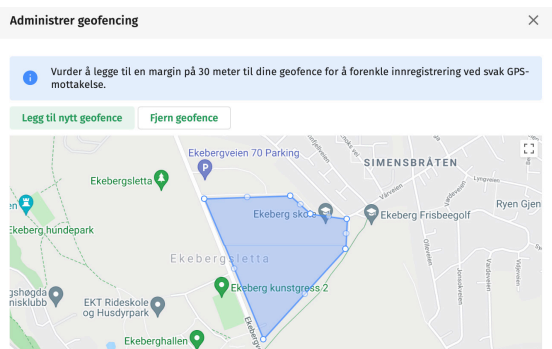 Administrer geofencing
Vurder å legge til en margin på 30 meter til dine geofence for å forenkle innregistrering ved svak GPS-
mottakelse.
Legg til nytt geofence
Fjern geofence
Ekebergveien 70 Parking
SIMENSBRÅTEN
Ekebergsletta
Vårveien
Langveien
Ryen Gjen
Ekeberg sko
Ekeberg Frisbeegolf
Ekeberg hundepark
Ekebergsletta
Ekeberg kunstgress 2
EKT Rideskole
og Husdyrpark
Ekeberghallen